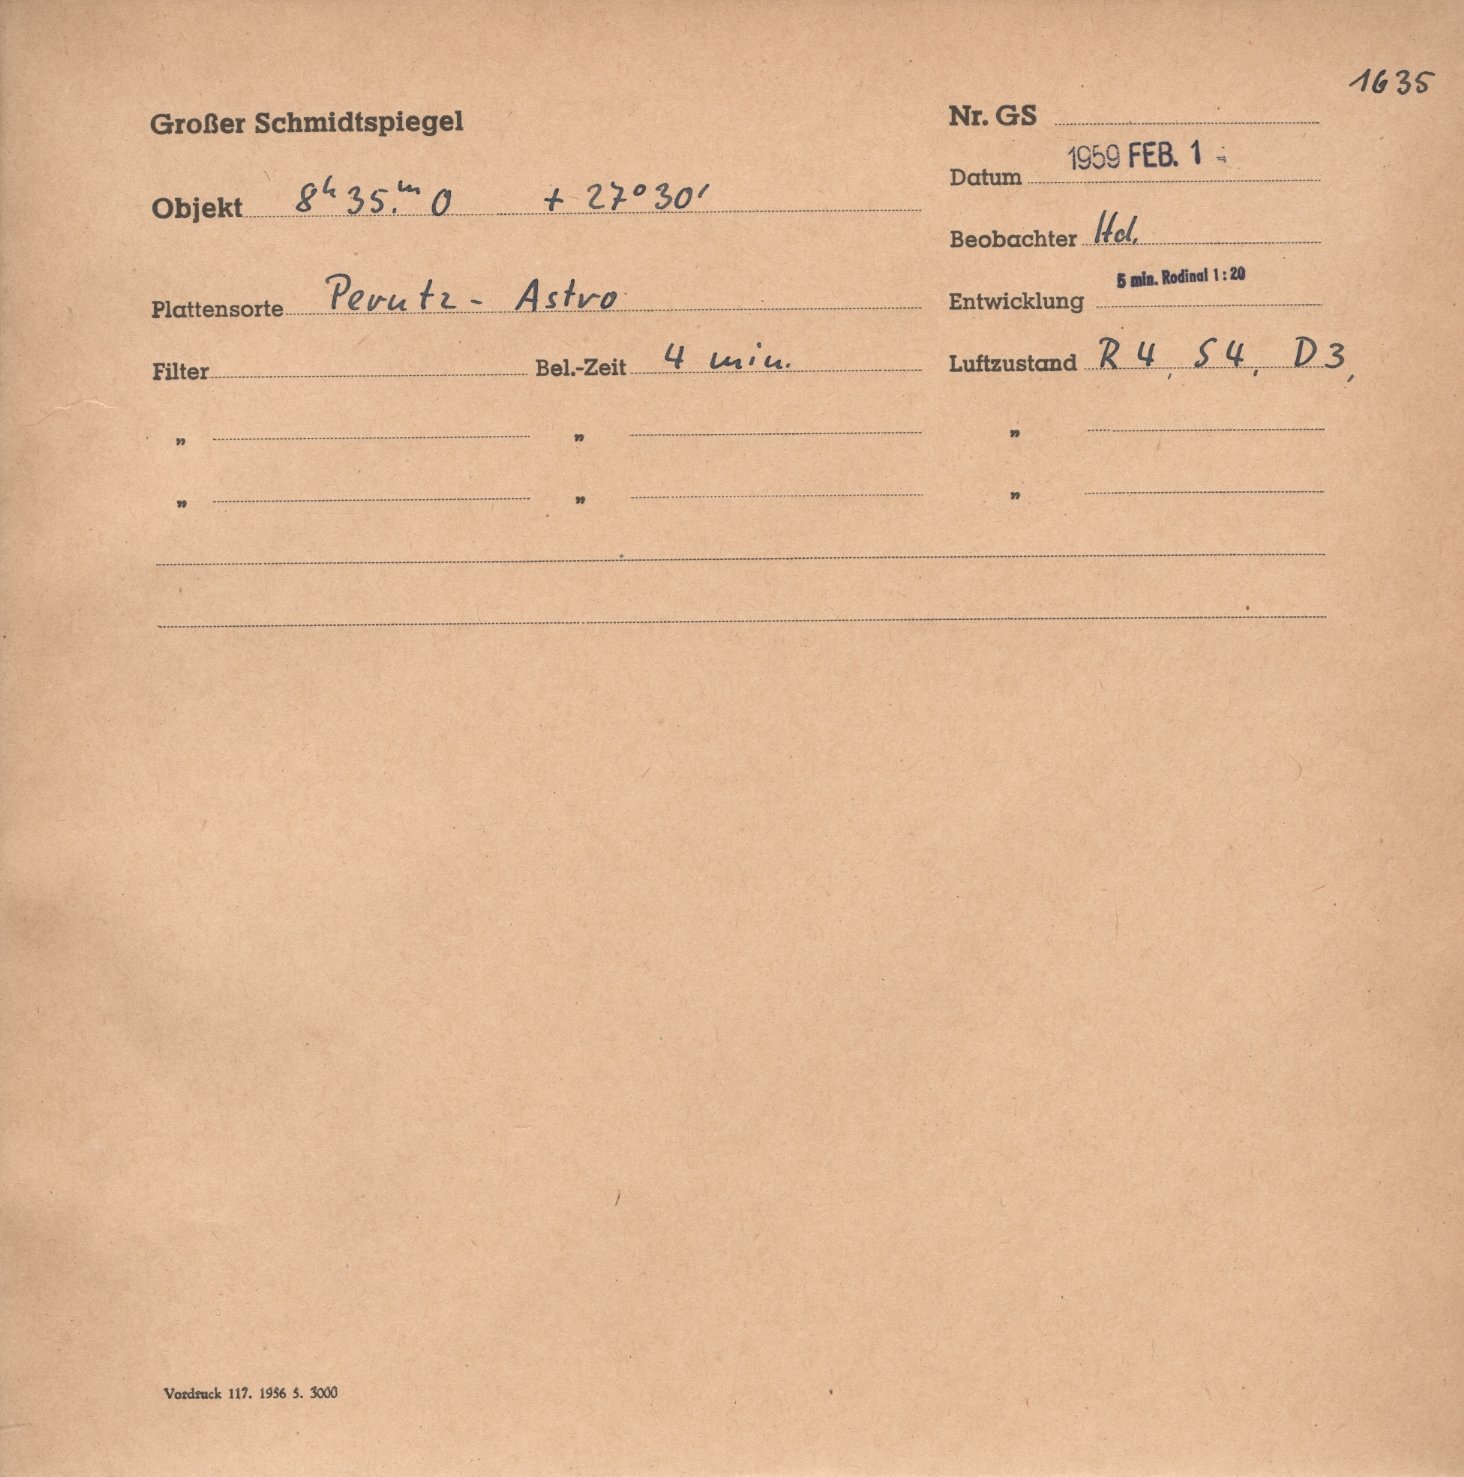 1635
Großer Schmidtspiegel
Nr. GS
Datum 1959 FEB. 1
Objekt 8ʰ 35.ᵐ 0 + 27° 30'
Beobachter Hd.
Plattensorte Perutz - Astro
Entwicklung 5 min. Rodinal 1:20
Filter Bel.-Zeit 4 min. Luftzustand R 4, S 4, D 3,
" " "
" " "
Vordruck 117. 1956 5. 3000